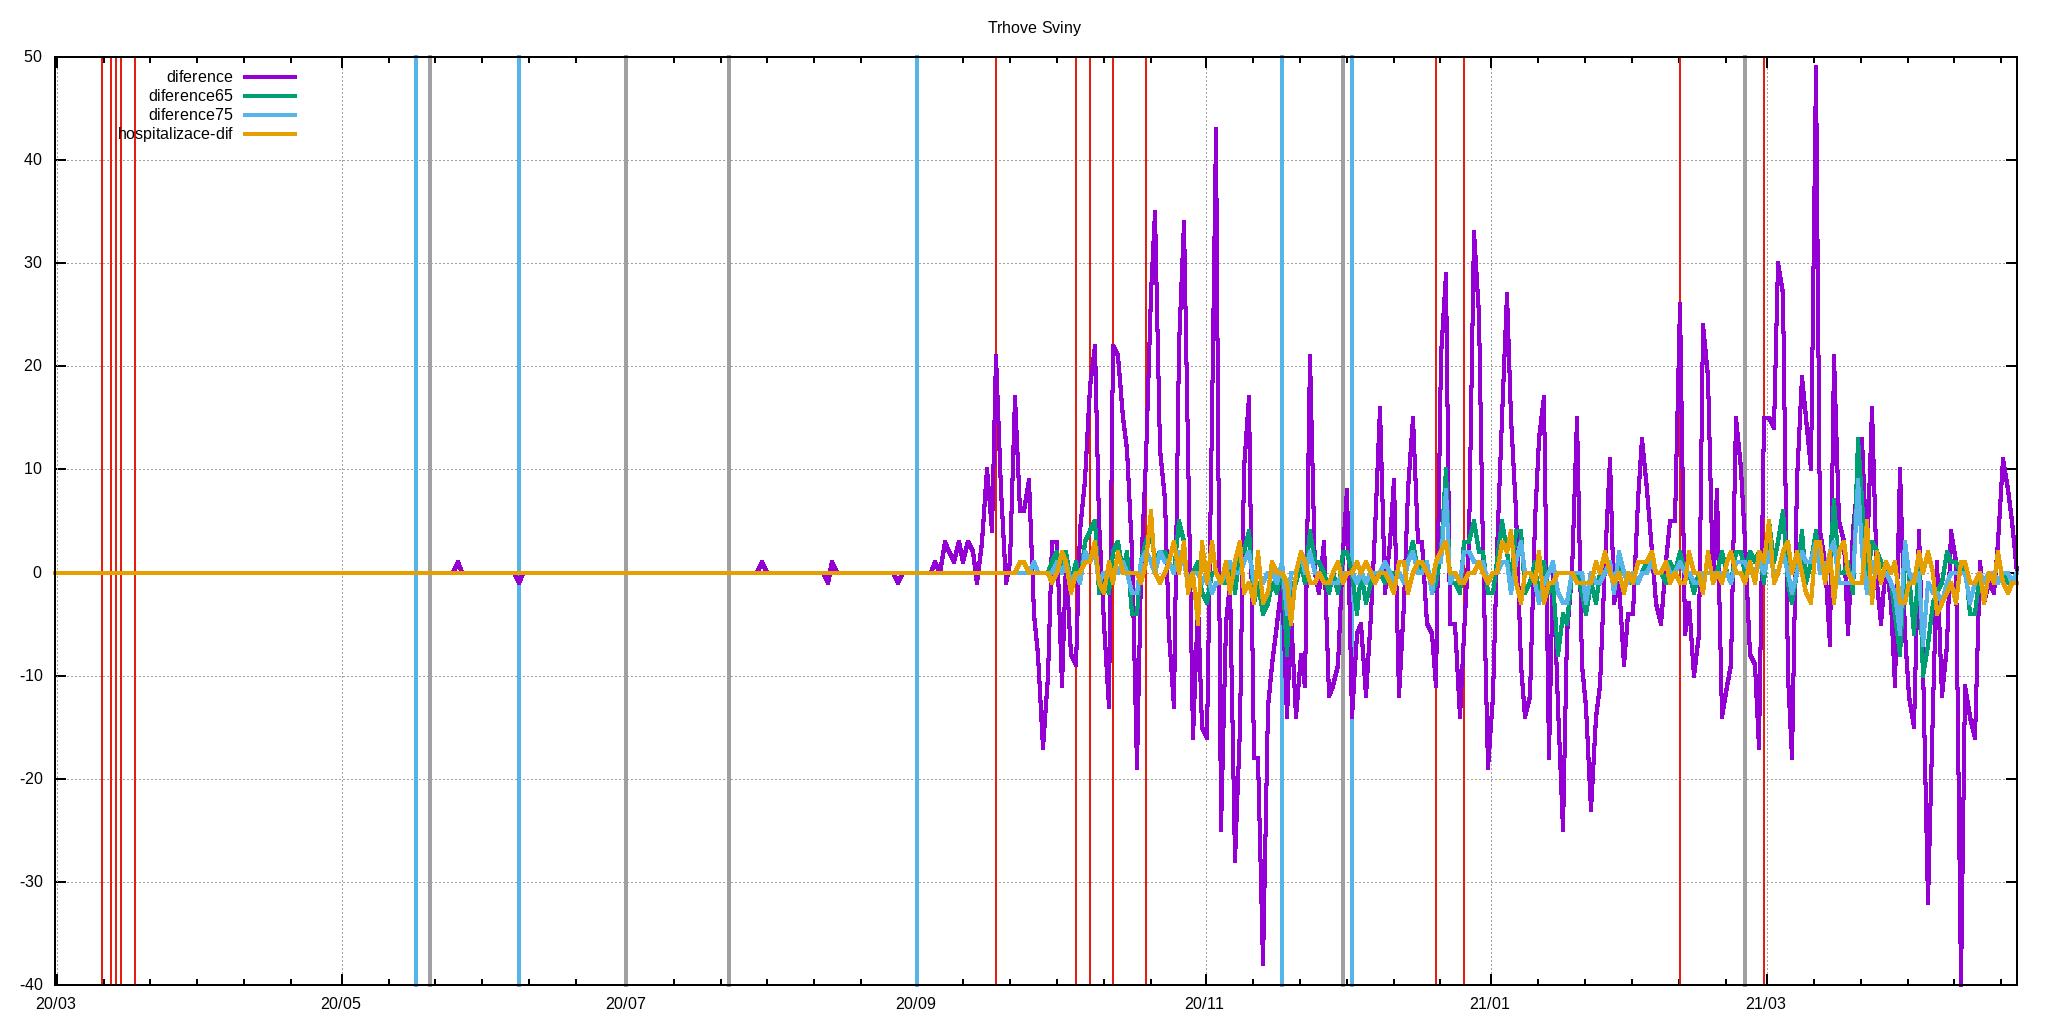 Trhove Sviny
50
40
30
20
10
0
-10
-20
-30
-40
diference
diference65
diference75
hospitalizace-dif
20/03 20/05 20/07 20/09 20/11 21/01 21/03